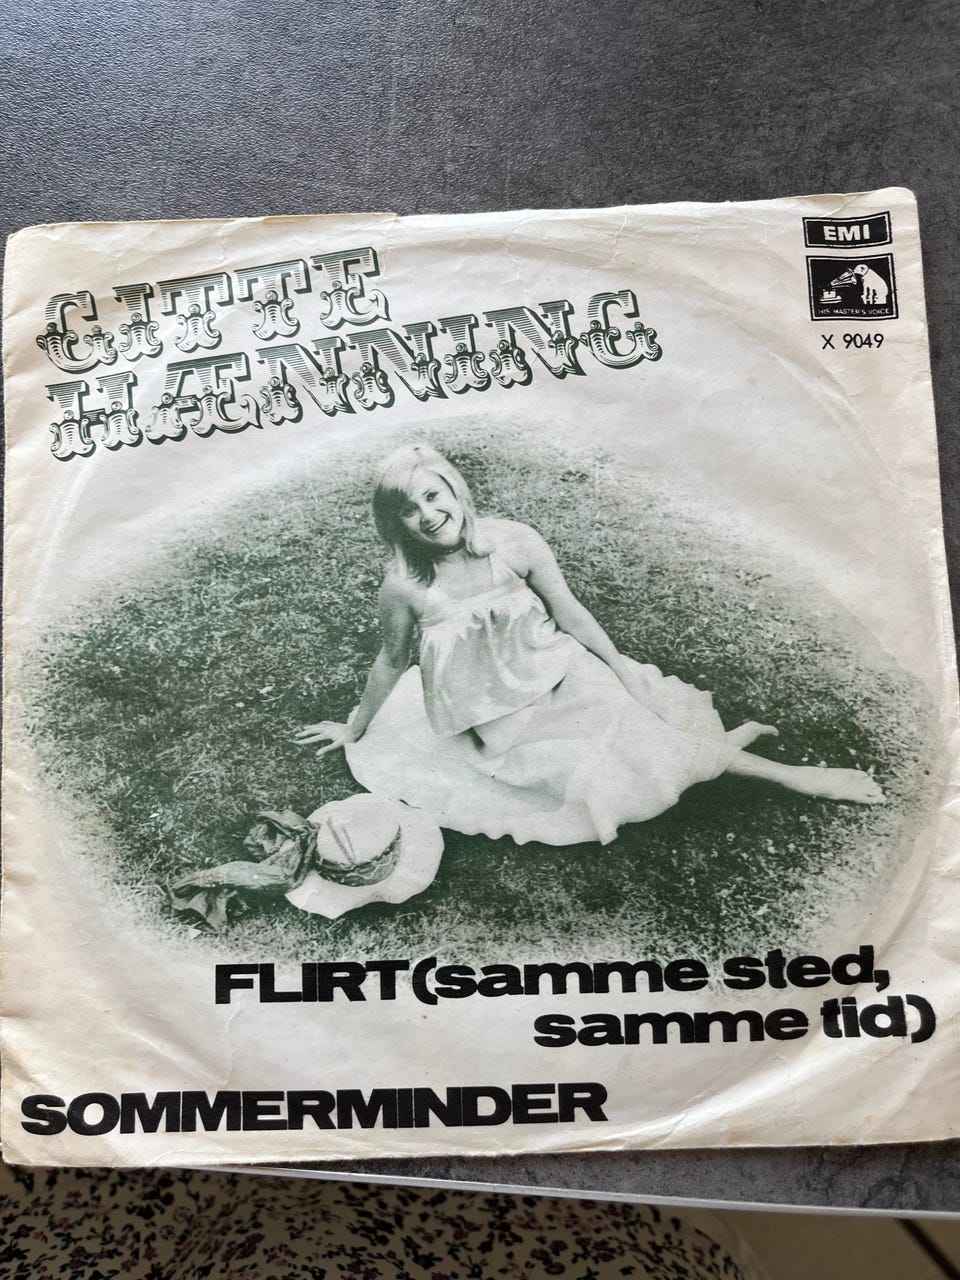 GITTE
HÆNNING
EMI
HIS MASTER'S VOICE
X 9049
FLIRT (samme sted,
samme tid)
SOMMERMINDER